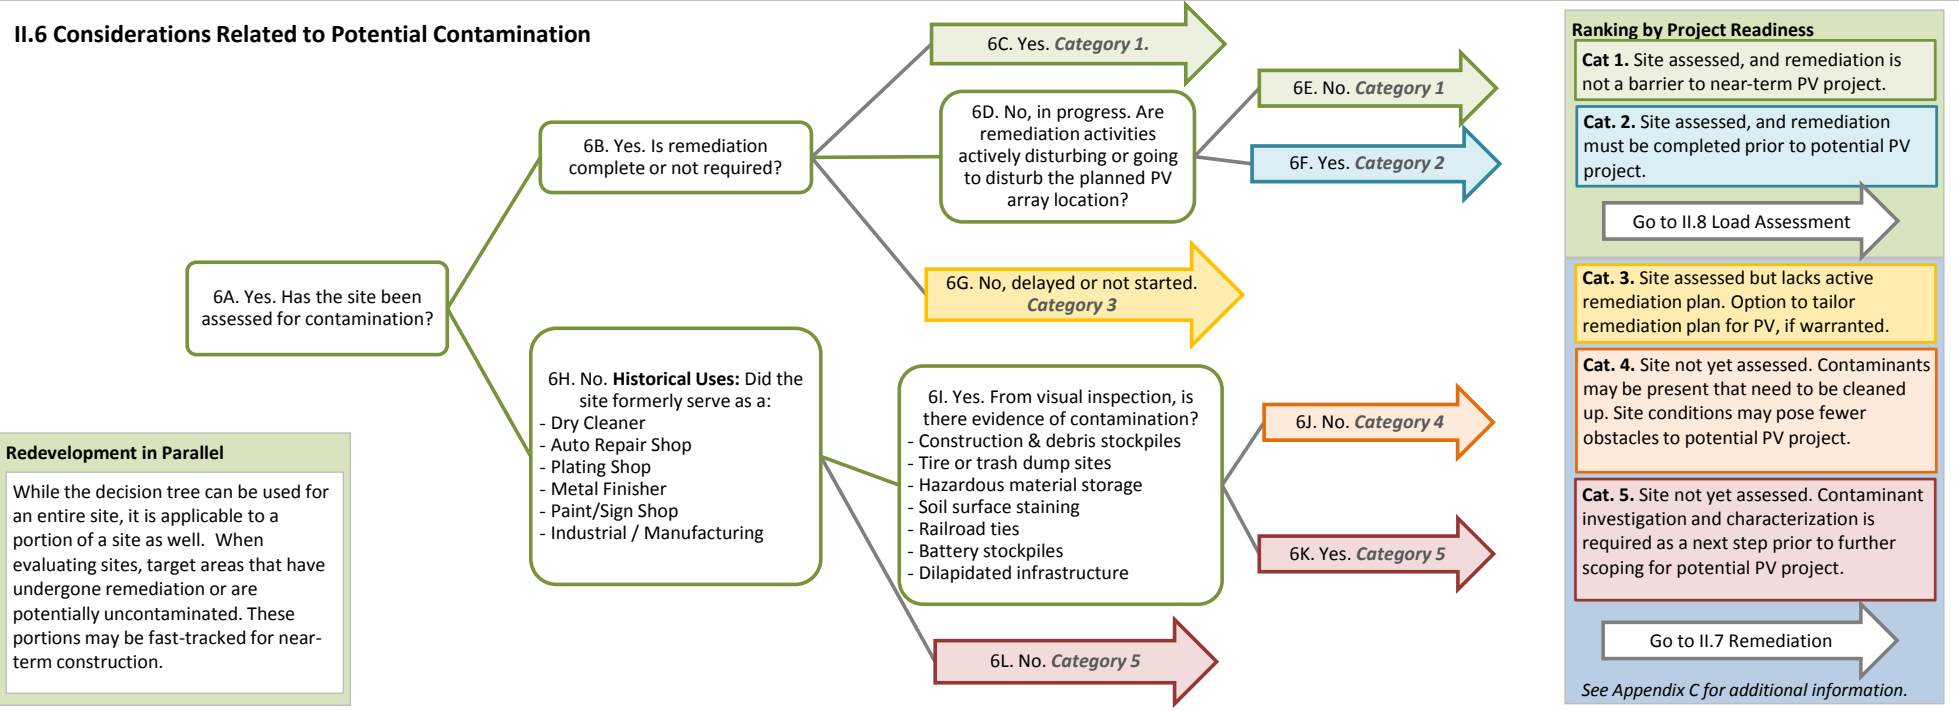 II.6 Considerations Related to Potential Contamination
6A. Yes. Has the site been
assessed for contamination?
6B. Yes. Is remediation
complete or not required?
6C. Yes. Category 1.
6D. No, in progress. Are
remediation activities
actively disturbing or going
to disturb the planned PV
array location?
6E. No. Category 1
6F. Yes. Category 2
6G. No, delayed or not started.
Category 3
6H. No. Historical Uses: Did the
site formerly serve as a:
- Dry Cleaner
- Auto Repair Shop
- Plating Shop
- Metal Finisher
- Paint/Sign Shop
- Industrial / Manufacturing
6I. Yes. From visual inspection, is
there evidence of contamination?
- Construction & debris stockpiles
- Tire or trash dump sites
- Hazardous material storage
- Soil surface staining
- Railroad ties
- Battery stockpiles
- Dilapidated infrastructure
6J. No. Category 4
6K. Yes. Category 5
6L. No. Category 5
Redevelopment in Parallel
While the decision tree can be used for
an entire site, it is applicable to a
portion of a site as well.  When
evaluating sites, target areas that have
undergone remediation or are
potentially uncontaminated. These
portions may be fast-tracked for near-
term construction.
Ranking by Project Readiness
Cat 1. Site assessed, and remediation is
not a barrier to near-term PV project.
Cat. 2. Site assessed, and remediation
must be completed prior to potential PV
project.
Go to II.8 Load Assessment
Cat. 3. Site assessed but lacks active
remediation plan. Option to tailor
remediation plan for PV, if warranted.
Cat. 4. Site not yet assessed. Contaminants
may be present that need to be cleaned
up. Site conditions may pose fewer
obstacles to potential PV project.
Cat. 5. Site not yet assessed. Contaminant
investigation and characterization is
required as a next step prior to further
scoping for potential PV project.
Go to II.7 Remediation
See Appendix C for additional information.